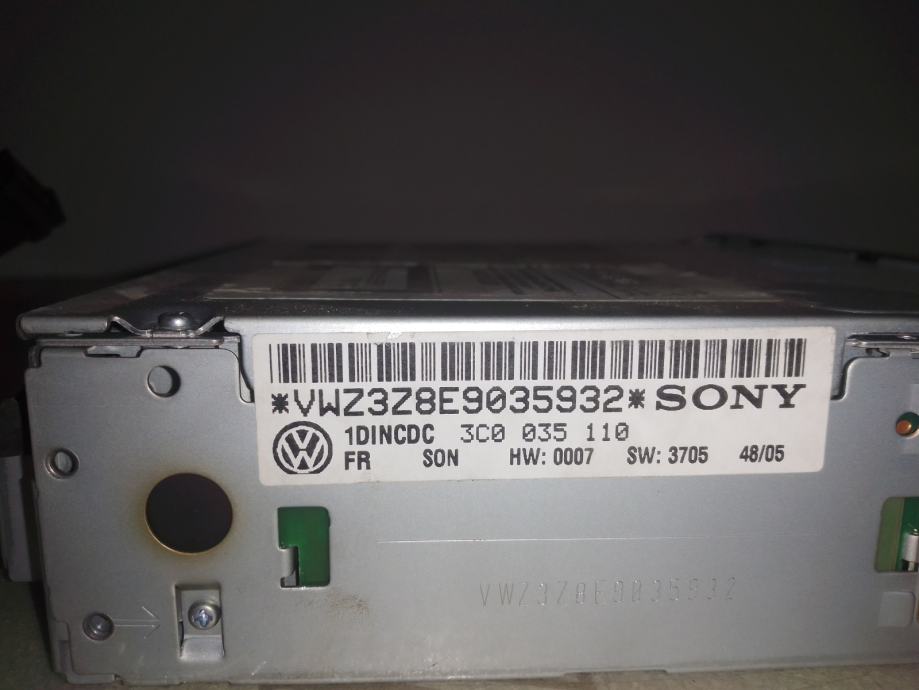 *VWZ3Z8E9035932* SONY
1DINCDC 3C0 035 110
FR SON HW: 0007 SW: 3705 48/05
VWZ3Z8E9035932